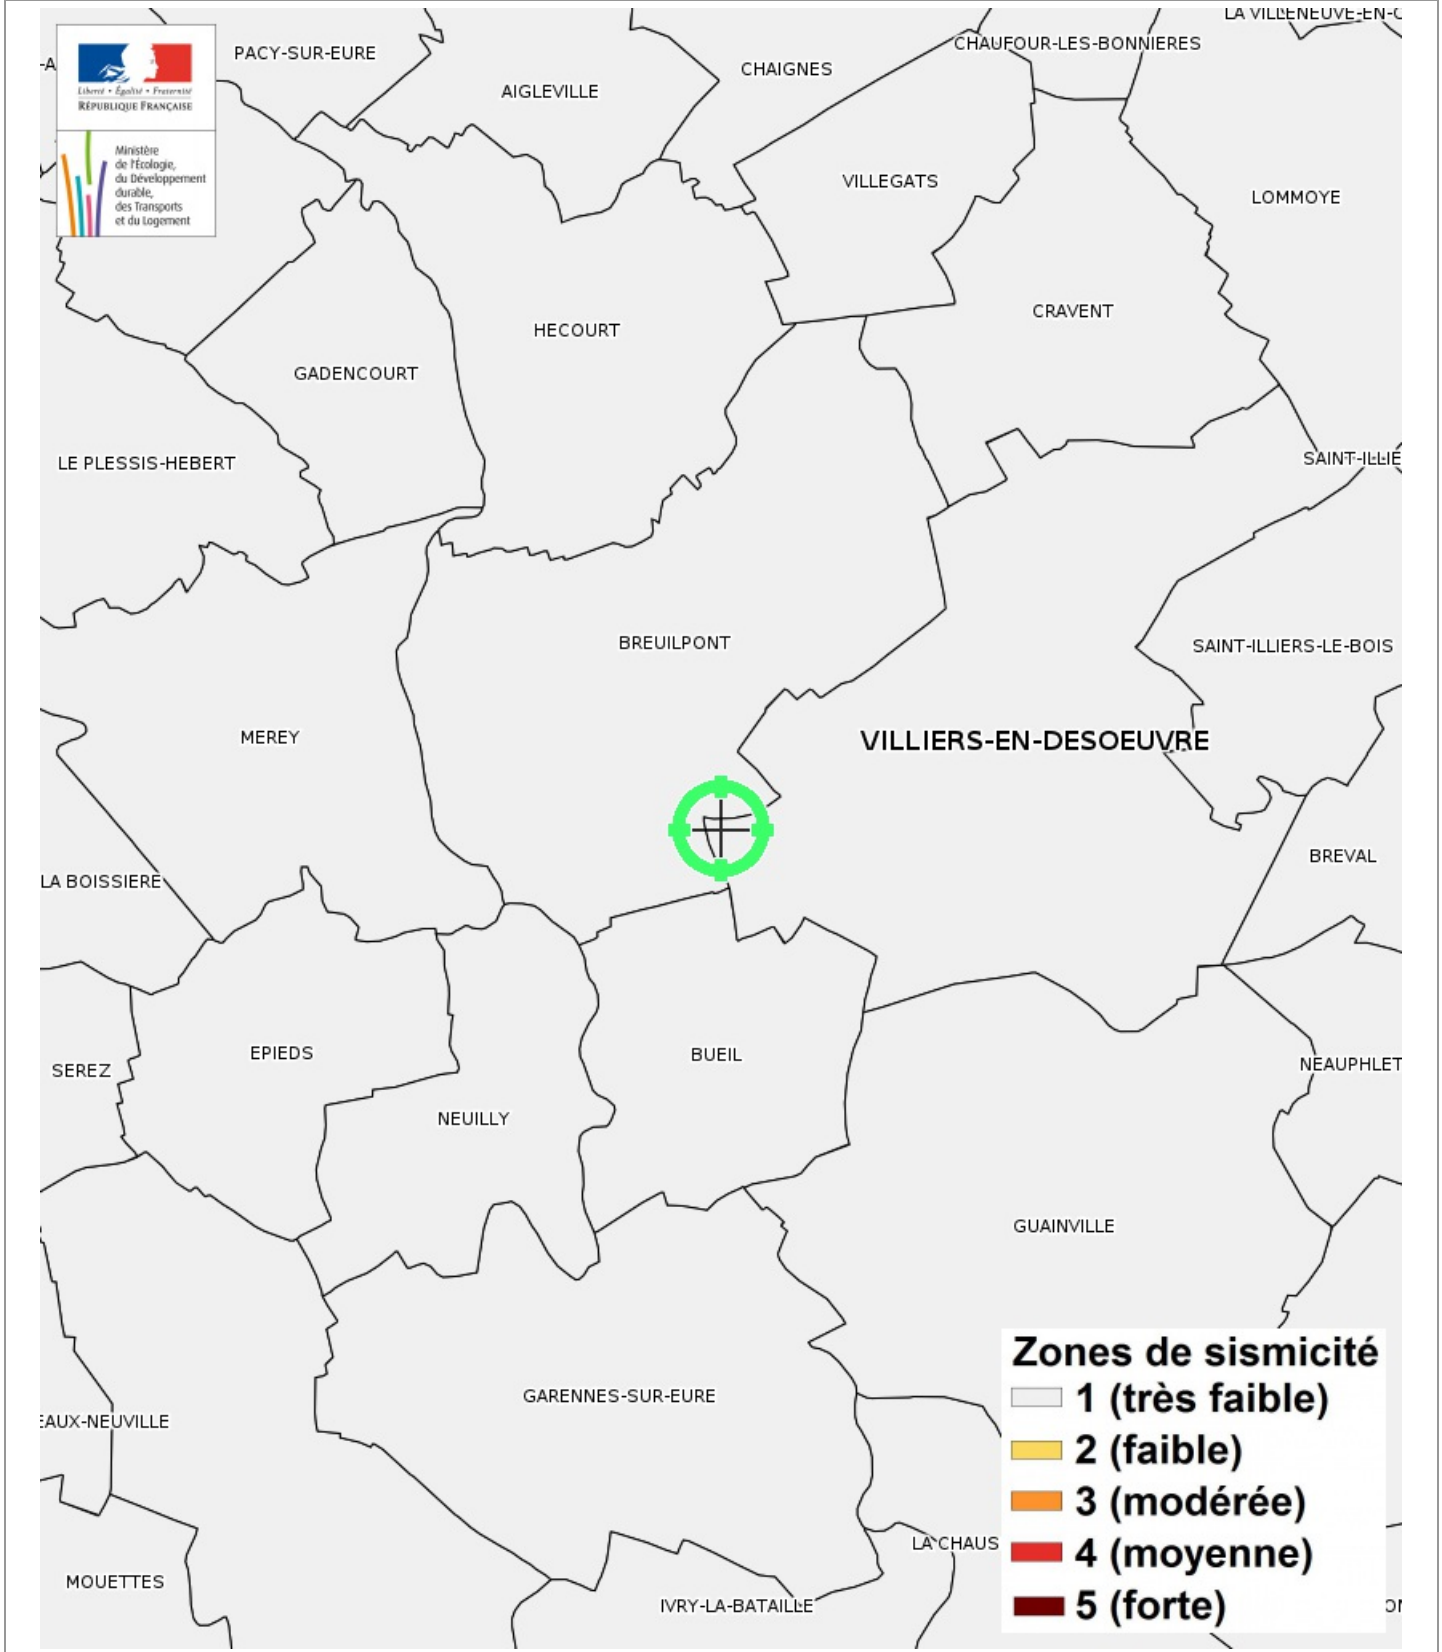 LA VILLENEUVE-EN-C
CHAUFOUR-LES-BONNIERES
PACY-SUR-EURE
-A
CHAIGNES
AIGLEVILLE
Liberté • Égalité • Fraternité
RÉPUBLIQUE FRANÇAISE
Ministère
de l'Écologie,
du Développement
durable,
des Transports
et du Logement
VILLEGATS
LOMMOYE
CRAVENT
HECOURT
GADENCOURT
LE PLESSIS-HEBERT
SAINT-ILLIE
BREUILPONT
SAINT-ILLIERS-LE-BOIS
MEREY
VILLIERS-EN-DESOEUVRE
BREVAL
LA BOISSIERE
EPIEDS
BUEIL
SEREZ
NEAUPHLET
NEUILLY
GUAINVILLE
GARENNES-SUR-EURE
EAUX-NEUVILLE
LA CHAUS
MOUETTES
IVRY-LA-BATAILLE
Zones de sismicité
1 (très faible)
2 (faible)
3 (modérée)
4 (moyenne)
5 (forte)